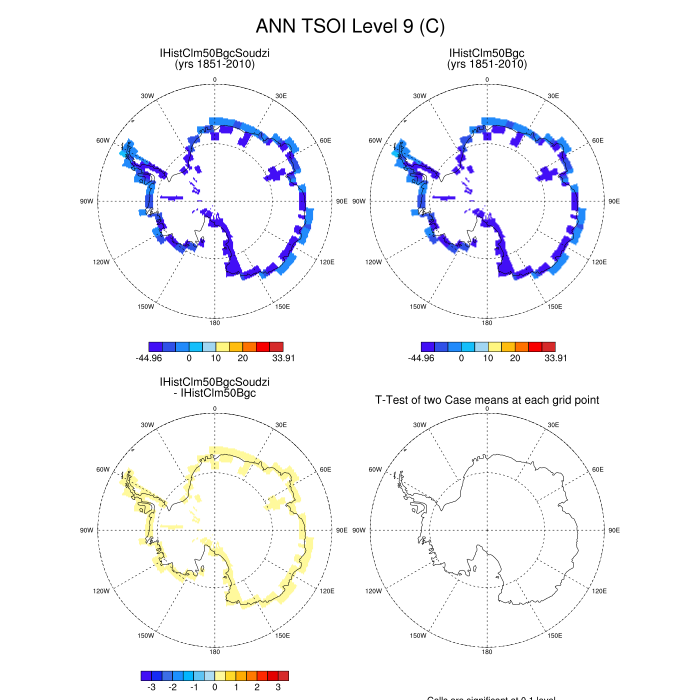 ANN TSOI Level 9 (C)
IHistClm50BgcSoudzi
(yrs 1851-2010)
IHistClm50Bgc
(yrs 1851-2010)
0
30W
30E
60W
60E
90W
90E
120W
120E
150W
150E
180
0
30W
30E
60W
60E
90W
90E
120W
120E
150W
150E
180
-44.96 0 10 20 33.91
-44.96 0 10 20 33.91
IHistClm50BgcSoudzi
- IHistClm50Bgc
T-Test of two Case means at each grid point
0
30W
30E
60W
60E
90W
90E
120W
120E
150W
150E
180
0
30W
30E
60W
60E
90W
90E
120W
120E
150W
150E
180
-3 -2 -1 0 1 2 3
Cells are significant at 0.1 level